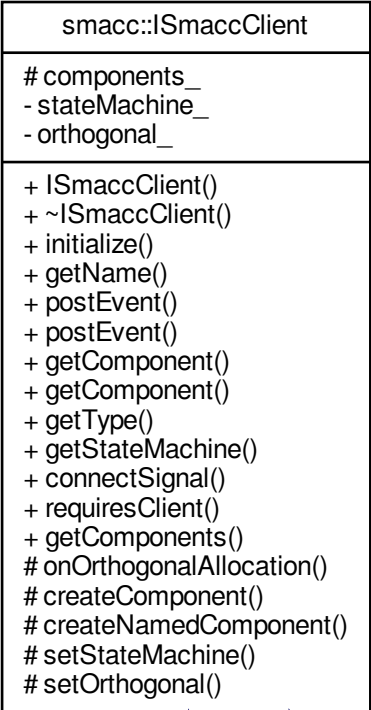 smacc::ISmaccClient
# components_
- stateMachine_
- orthogonal_
+ ISmaccClient()
+ ~ISmaccClient()
+ initialize()
+ getName()
+ postEvent()
+ postEvent()
+ getComponent()
+ getComponent()
+ getType()
+ getStateMachine()
+ connectSignal()
+ requiresClient()
+ getComponents()
# onOrthogonalAllocation()
# createComponent()
# createNamedComponent()
# setStateMachine()
# setOrthogonal()